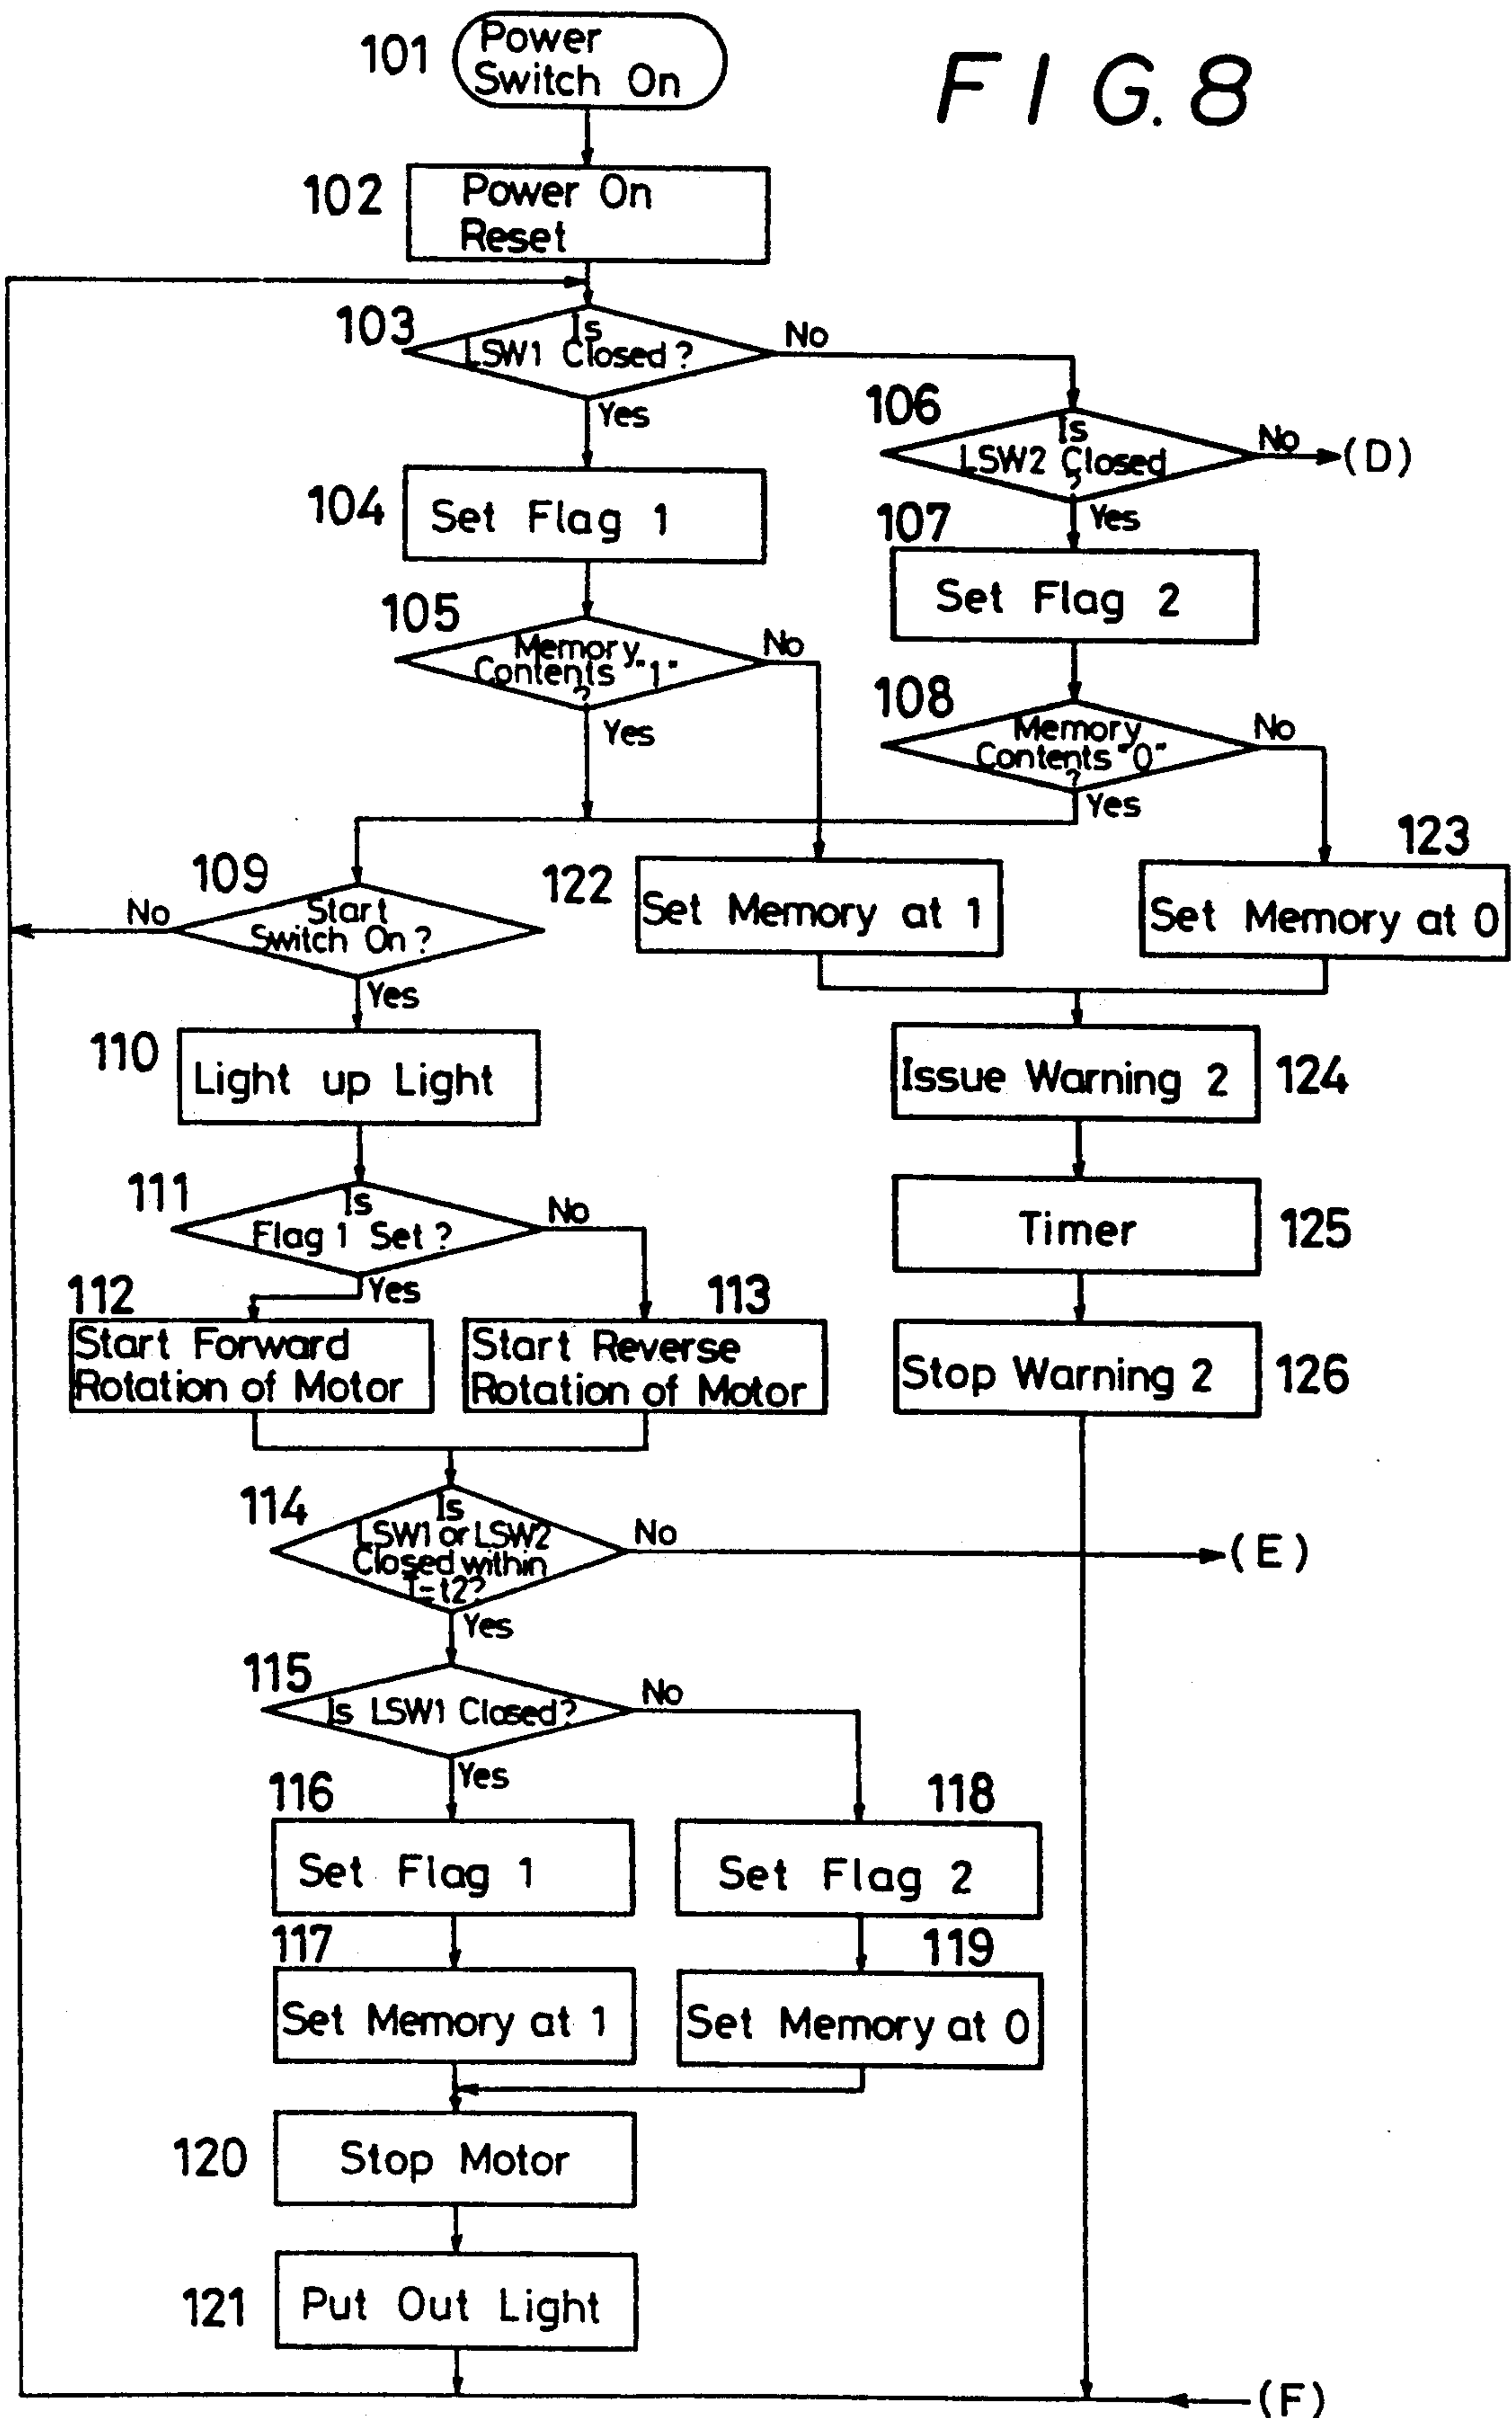 FIG. 8
101
Power
Switch On
102
Power On
Reset
103
Is
LSW1 Closed?
No
Yes
106
Is
LSW2 Closed
?
No
(D)
Yes
104
Set Flag 1
107
Set Flag 2
105
Memory
Contents "1"
?
No
Yes
108
Memory
Contents "0"
?
No
Yes
109
Start
Switch On?
No
Yes
122
Set Memory at 1
123
Set Memory at 0
110
Light up Light
Issue Warning 2
124
111
Is
Flag 1 Set?
No
Yes
Timer
125
112
Start Forward
Rotation of Motor
113
Start Reverse
Rotation of Motor
Stop Warning 2
126
114
Is
LSW1 or LSW2
Closed within
T=t2?
No
(E)
Yes
115
Is LSW1 Closed?
No
Yes
116
Set Flag 1
118
Set Flag 2
117
Set Memory at 1
119
Set Memory at 0
120
Stop Motor
121
Put Out Light
(F)